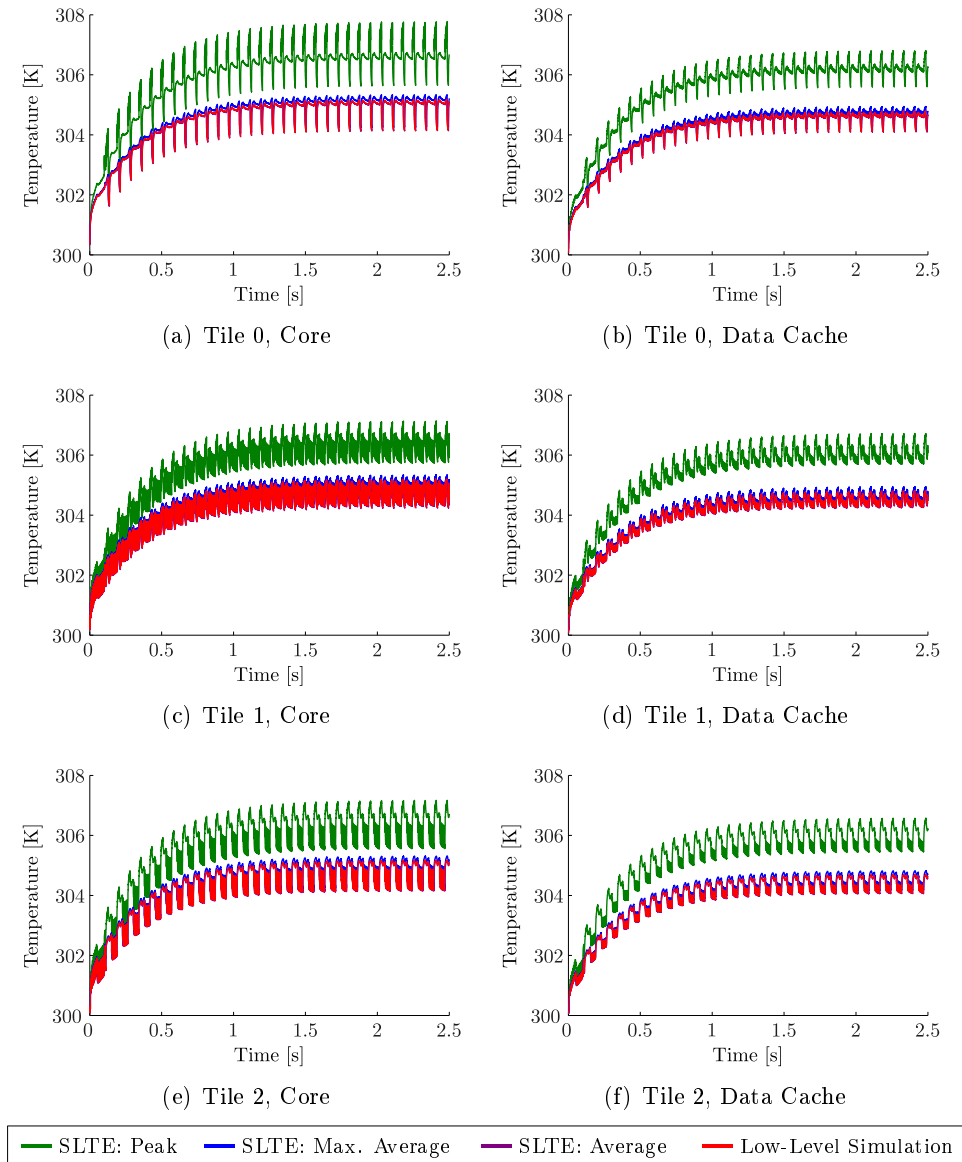 308
306
304
302
300
Temperature [K]
0 0.5 1 1.5 2 2.5
Time [s]
(a) Tile 0, Core
308
306
304
302
300
Temperature [K]
0 0.5 1 1.5 2 2.5
Time [s]
(b) Tile 0, Data Cache
308
306
304
302
300
Temperature [K]
0 0.5 1 1.5 2 2.5
Time [s]
(c) Tile 1, Core
308
306
304
302
300
Temperature [K]
0 0.5 1 1.5 2 2.5
Time [s]
(d) Tile 1, Data Cache
308
306
304
302
300
Temperature [K]
0 0.5 1 1.5 2 2.5
Time [s]
(e) Tile 2, Core
308
306
304
302
300
Temperature [K]
0 0.5 1 1.5 2 2.5
Time [s]
(f) Tile 2, Data Cache
SLTE: Peak SLTE: Max. Average SLTE: Average Low-Level Simulation